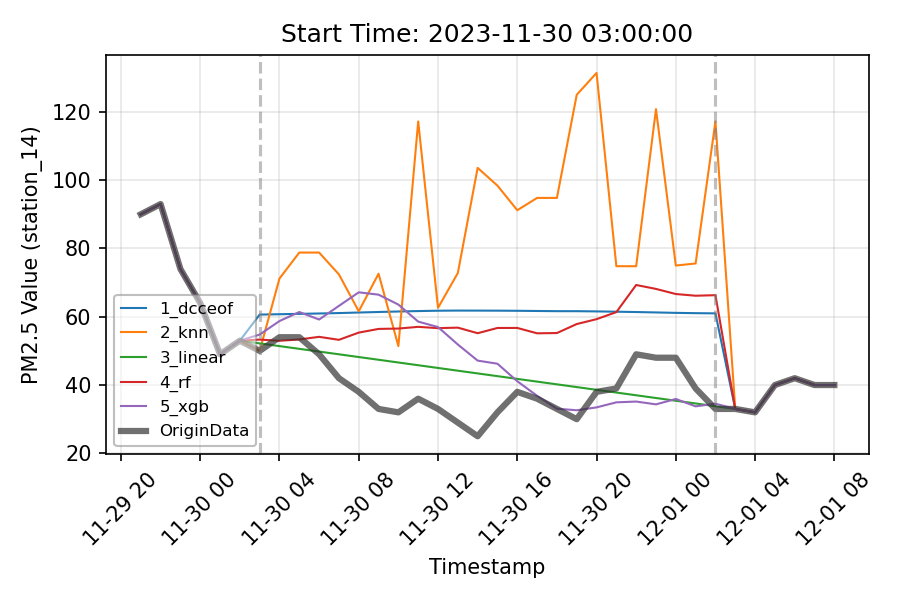 Start Time: 2023-11-30 03:00:00
PM2.5 Value (station_14)
120
100
80
60
40
20
1_dcceof
2_knn
3_linear
4_rf
5_xgb
OriginData
11-29 20
11-30 00
11-30 04
11-30 08
11-30 12
11-30 16
11-30 20
12-01 00
12-01 04
12-01 08
Timestamp